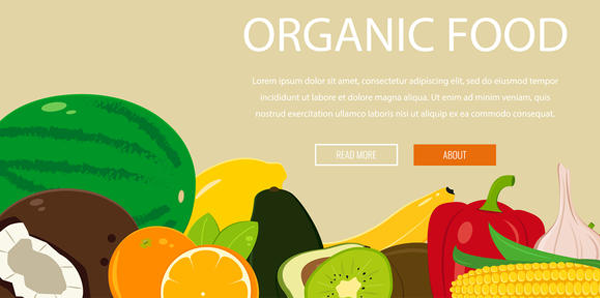 ORGANIC FOOD
Lorem ipsum dolor sit amet, consectetur adipiscing elit, sed do eiusmod tempor
incididunt ut labore et dolore magna aliqua. Ut enim ad minim veniam, quis
nostrud exercitation ullamco laboris nisi ut aliquip ex ea commodo consequat.
READ MORE
ABOUT